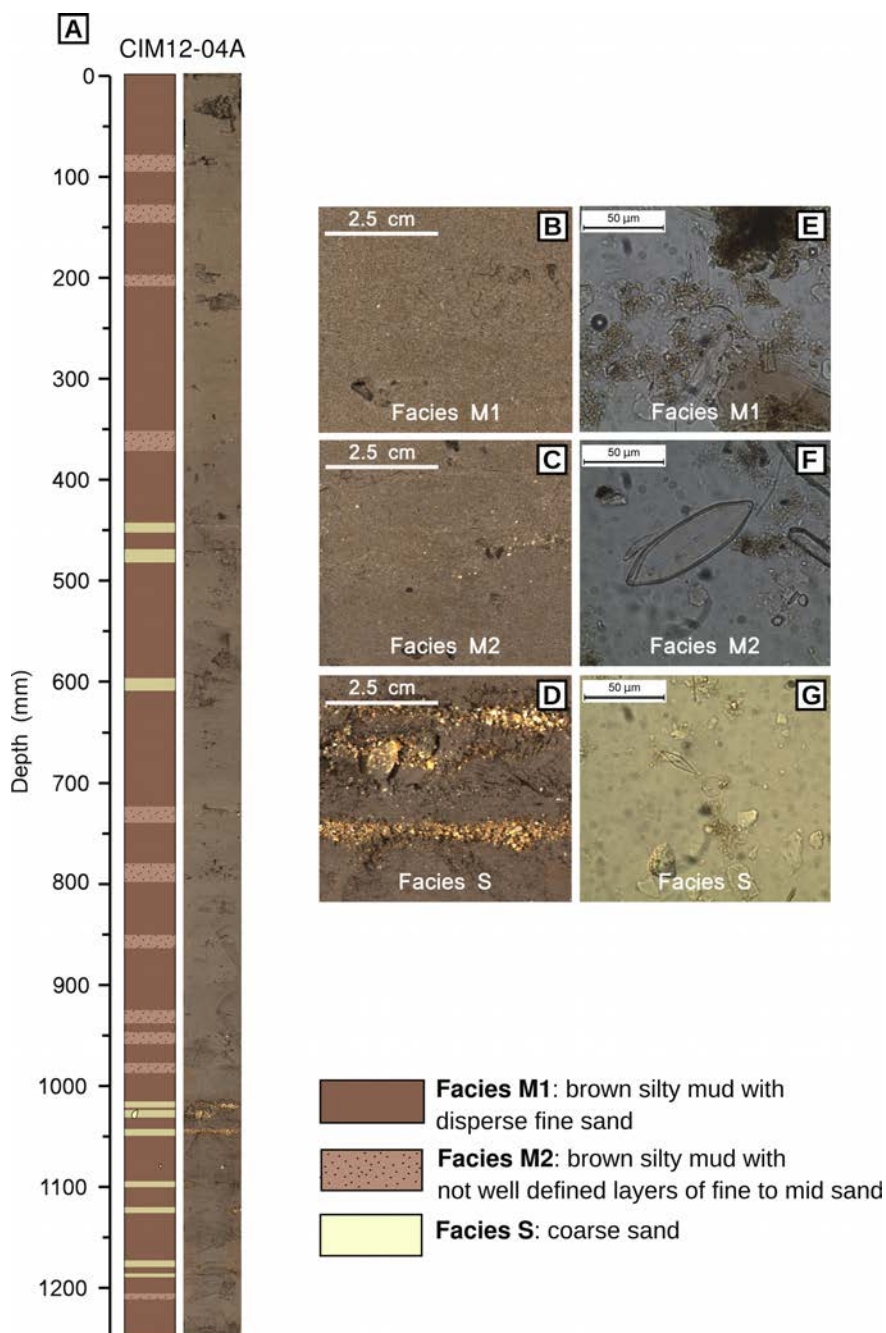 A
CIM12-04A
0
100
200
300
400
500
600
700
800
900
1000
1100
1200
Depth (mm)
2.5 cm
B
Facies M1
50 µm
E
Facies M1
2.5 cm
C
Facies M2
50 µm
F
Facies M2
2.5 cm
D
Facies S
50 µm
G
Facies S
Facies M1: brown silty mud with
disperse fine sand
Facies M2: brown silty mud with
not well defined layers of fine to mid sand
Facies S: coarse sand